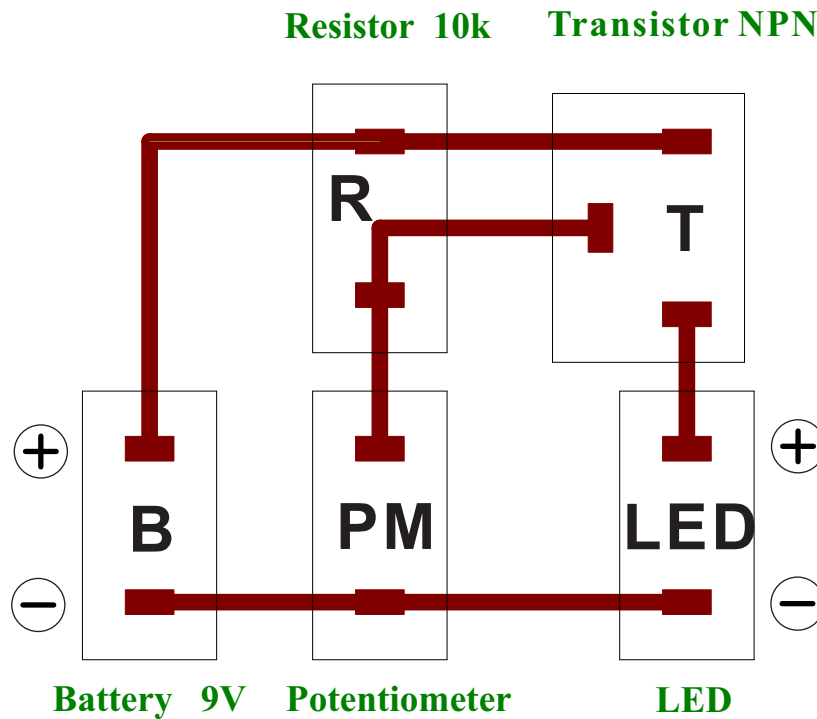 Resistor 10k Transistor NPN
R
T
+ +
B PM LED
− −
Battery 9V Potentiometer LED